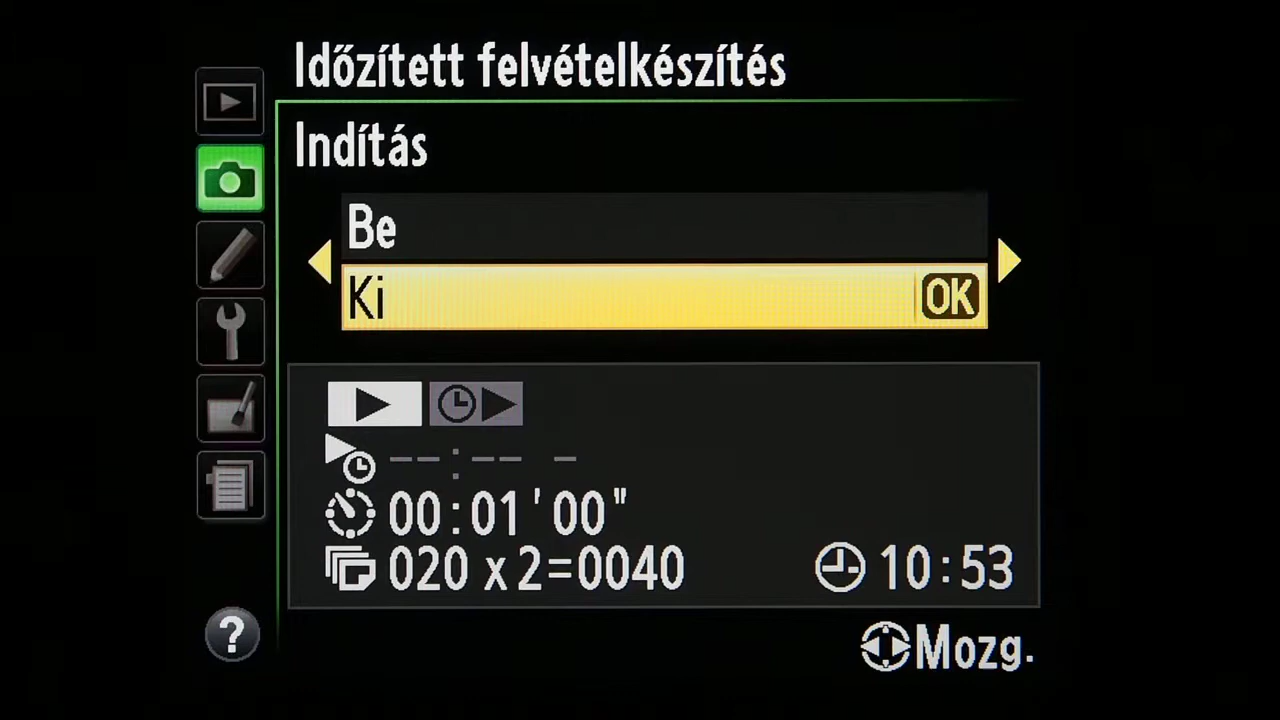 Időzített felvételkészítés
Indítás
Be
Ki OK
--:-- -
00:01'00"
020 x 2=0040 10:53
? Mozg.